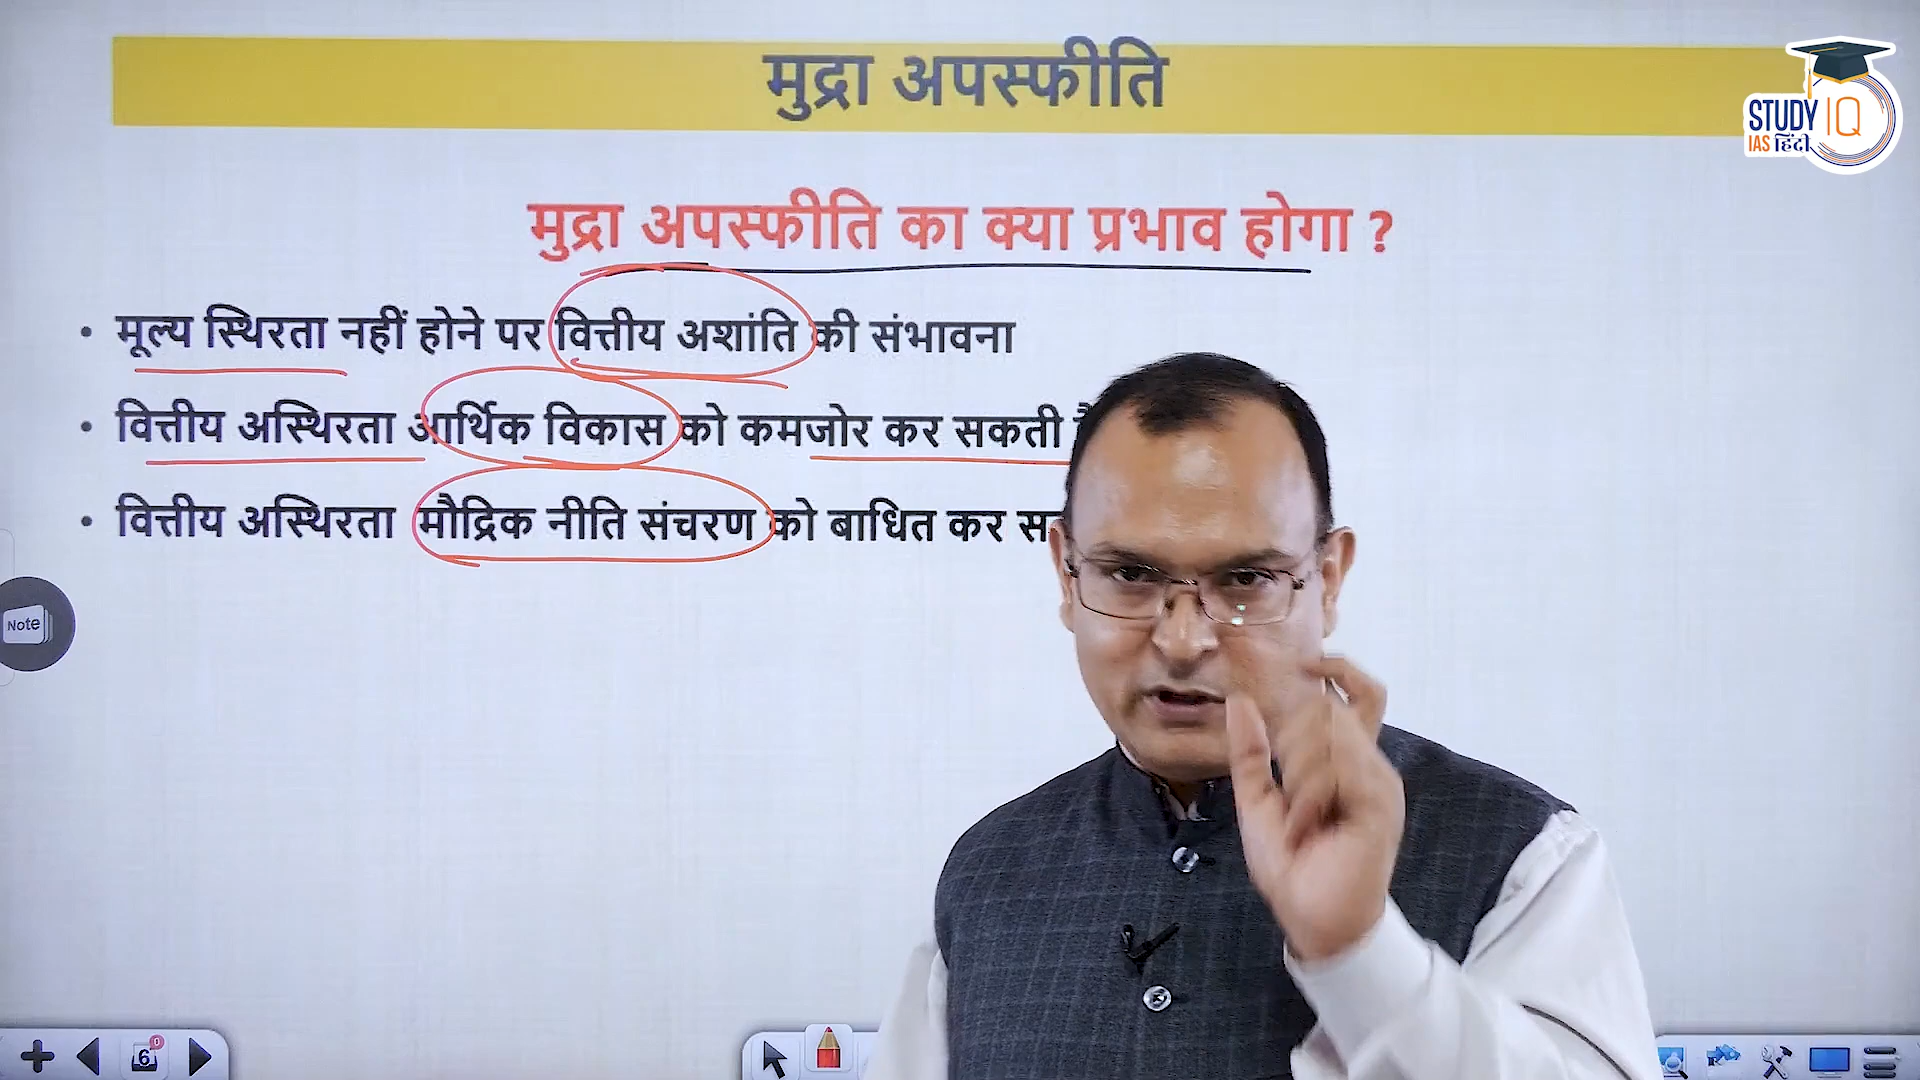 मुद्रा अपस्फीति
STUDY IQ
IAS हिंदी
मुद्रा अपस्फीति का क्या प्रभाव होगा ?
• मूल्य स्थिरता नहीं होने पर वित्तीय अशांति की संभावना
• वित्तीय अस्थिरता आर्थिक विकास को कमजोर कर सकती
• वित्तीय अस्थिरता मौद्रिक नीति संचरण को बाधित कर
Note
6
0